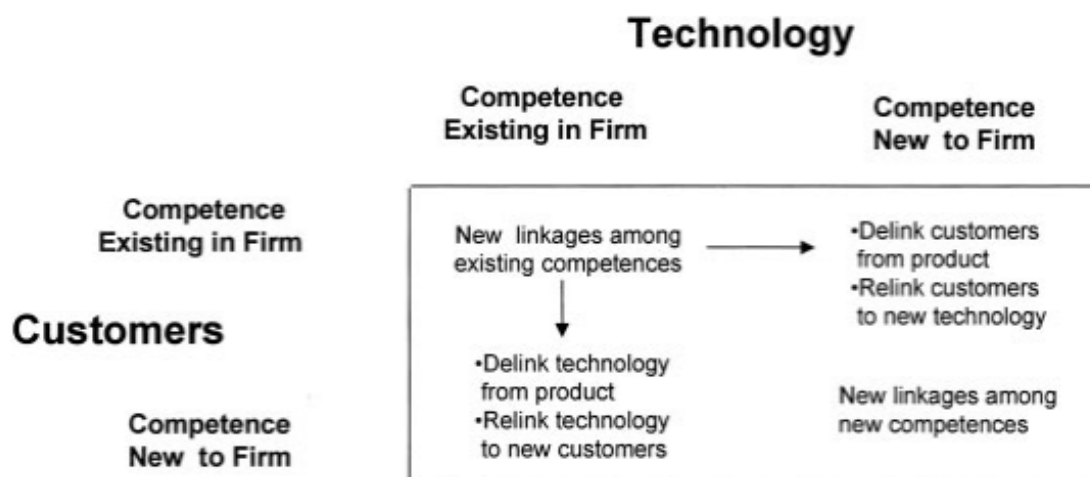 Technology
Competence
Existing in Firm
Competence
New to Firm
Competence
Existing in Firm
New linkages among
existing competences
•Delink customers
from product
•Relink customers
to new technology
Customers
•Delink technology
from product
•Relink technology
to new customers
New linkages among
new competences
Competence
New to Firm